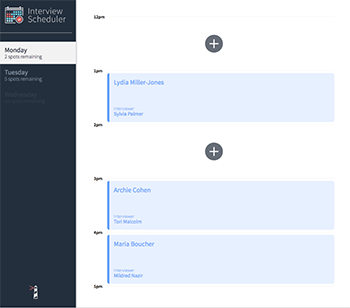 Interview
Scheduler
Monday
2 spots remaining
Tuesday
5 spots remaining
Wednesday
12pm
1pm
Lydia Miller-Jones
Interviewer
Sylvia Palmer
2pm
3pm
Archie Cohen
Interviewer
Tori Malcolm
4pm
Maria Boucher
Interviewer
Mildred Nazir
5pm